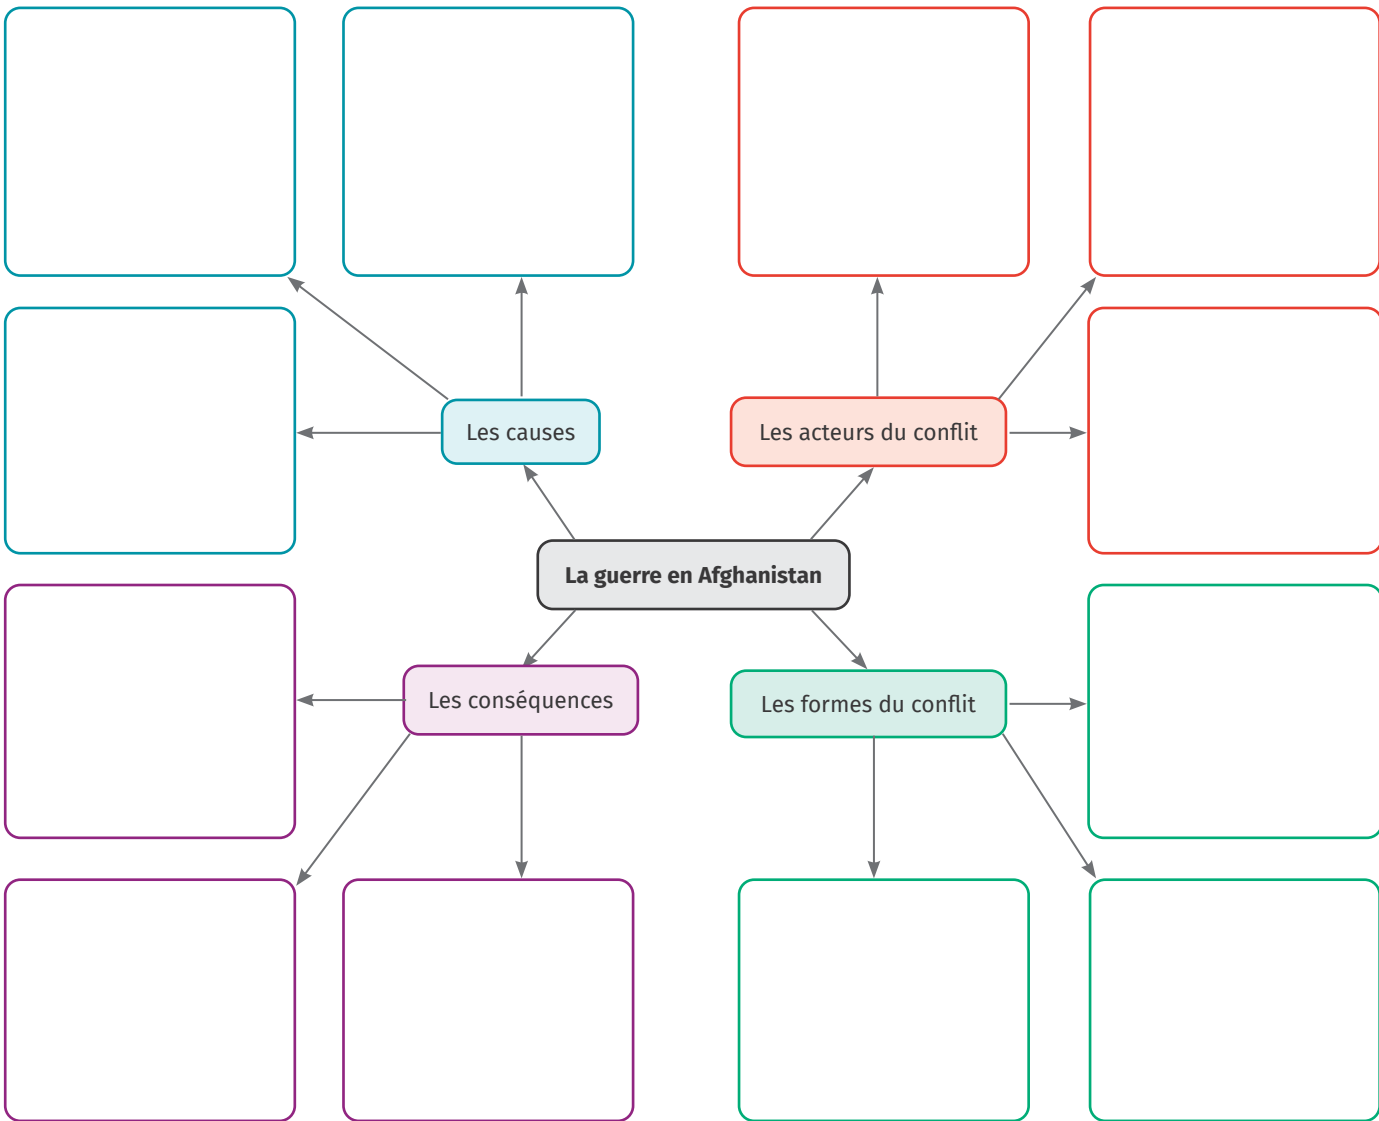 Les causes
Les acteurs du conflit
La guerre en Afghanistan
Les conséquences
Les formes du conflit